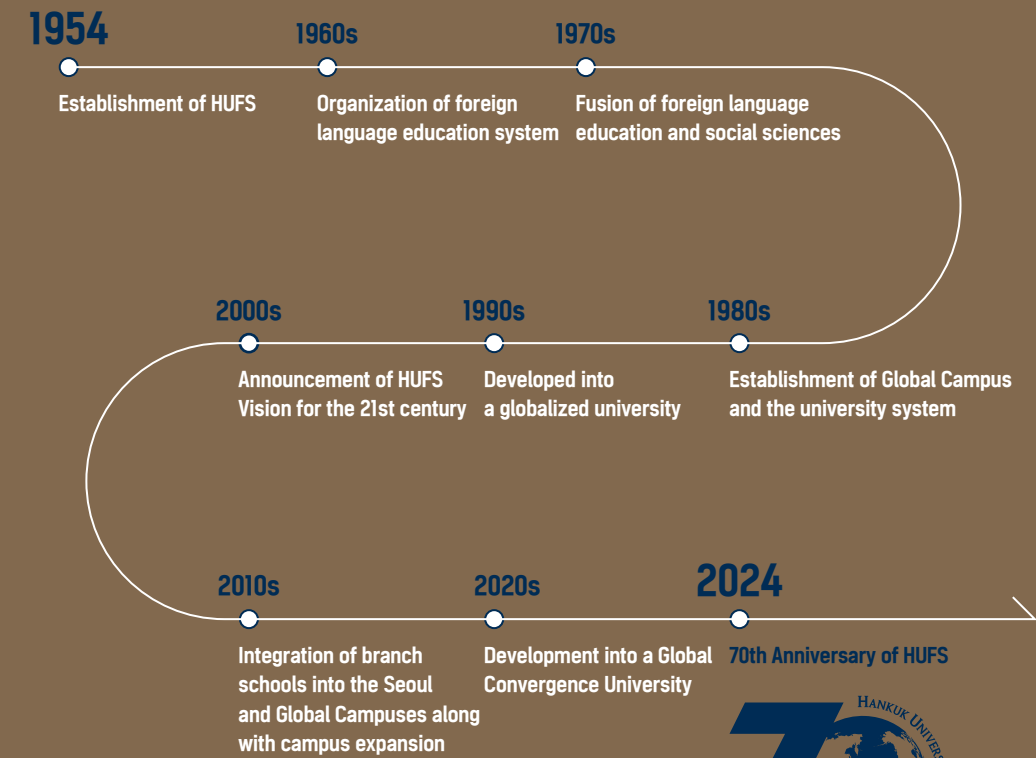 1954
Establishment of HUFS
1960s
Organization of foreign
language education system
1970s
Fusion of foreign language
education and social sciences
1980s
Establishment of Global Campus
and the university system
1990s
Developed into
a globalized university
2000s
Announcement of HUFS
Vision for the 21st century
2010s
Integration of branch
schools into the Seoul
and Global Campuses along
with campus expansion
2020s
Development into a Global
Convergence University
2024
70th Anniversary of HUFS
70
HANKUK